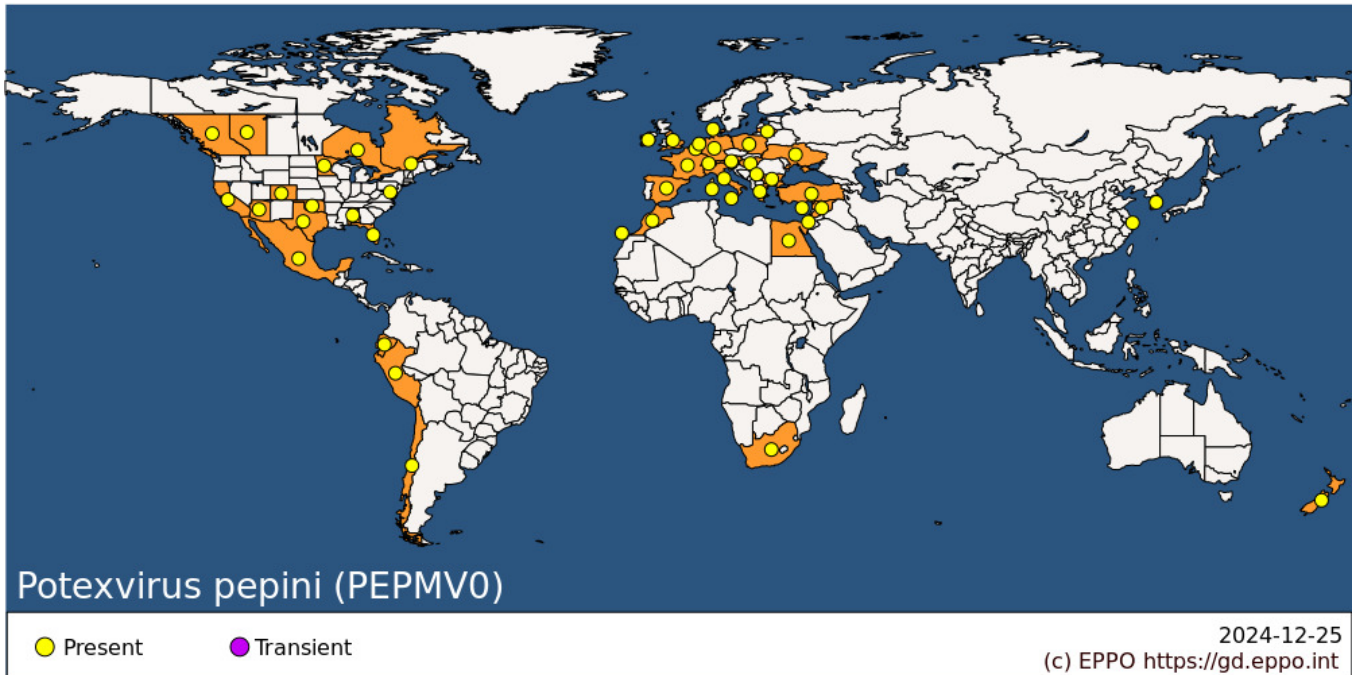 Potexvirus pepini (PEPMV0)
Present
Transient
2024-12-25
(c) EPPO https://gd.eppo.int